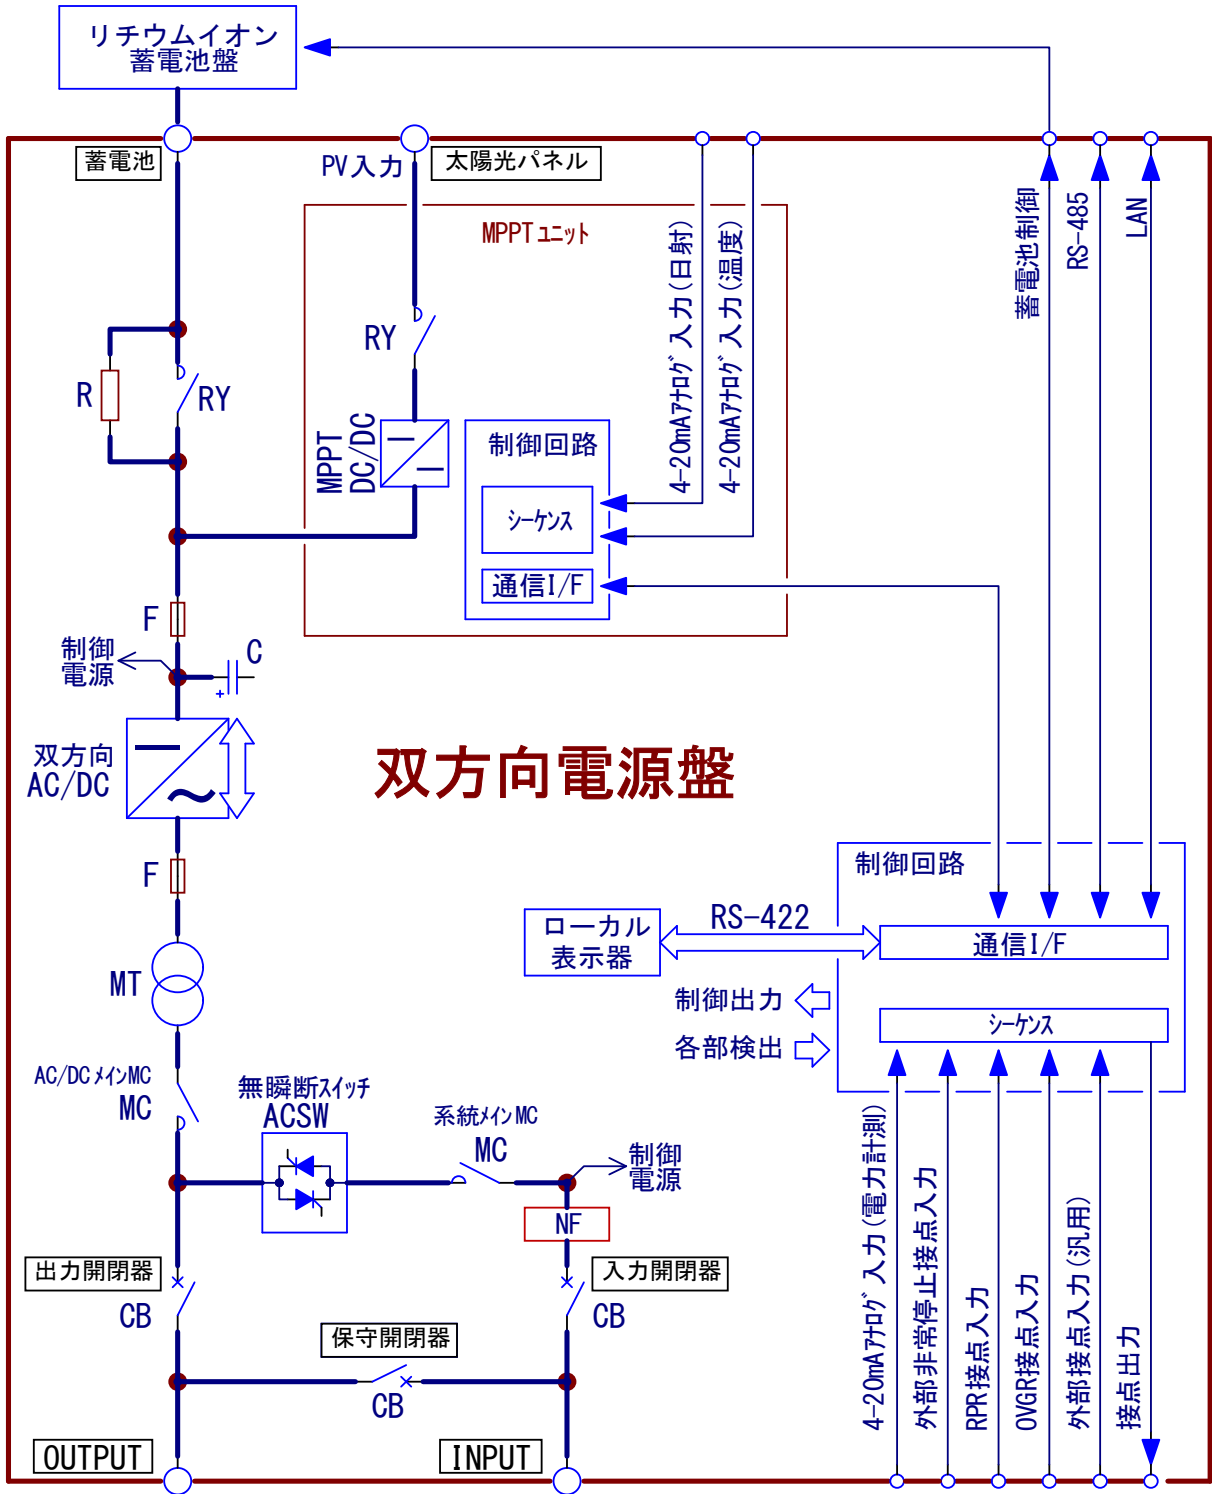 リチウムイオン
蓄電池盤
蓄電池
PV入力
太陽光パネル
MPPTユニット
4-20mAアナログ入力(日射)
4-20mAアナログ入力(温度)
蓄電池制御
RS-485
LAN
R
RY
RY
MPPT
DC/DC
制御回路
シーケンス
通信I/F
F
制御
電源
C
+
双方向
AC/DC
双方向電源盤
F
MT
制御回路
ローカル
表示器
RS-422
通信I/F
制御出力
シーケンス
各部検出
AC/DCメインMC
MC
無瞬断スイッチ
ACSW
系統メインMC
MC
制御
電源
NF
出力開閉器
CB
入力開閉器
CB
保守開閉器
CB
4-20mAアナログ入力(電力計測)
外部非常停止接点入力
RPR接点入力
OVGR接点入力
外部接点入力(汎用)
接点出力
OUTPUT
INPUT